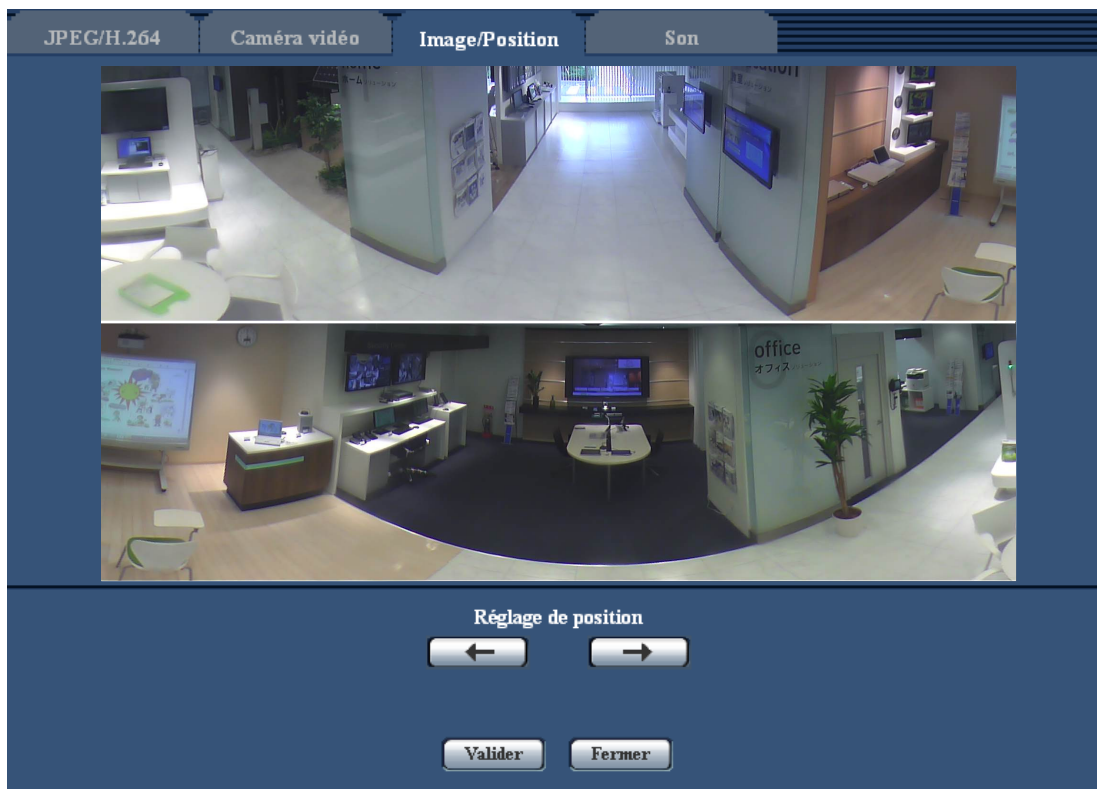 JPEG/H.264
Caméra vidéo
Image/Position
Son
office
オフィス
Réglage de position
Valider
Fermer